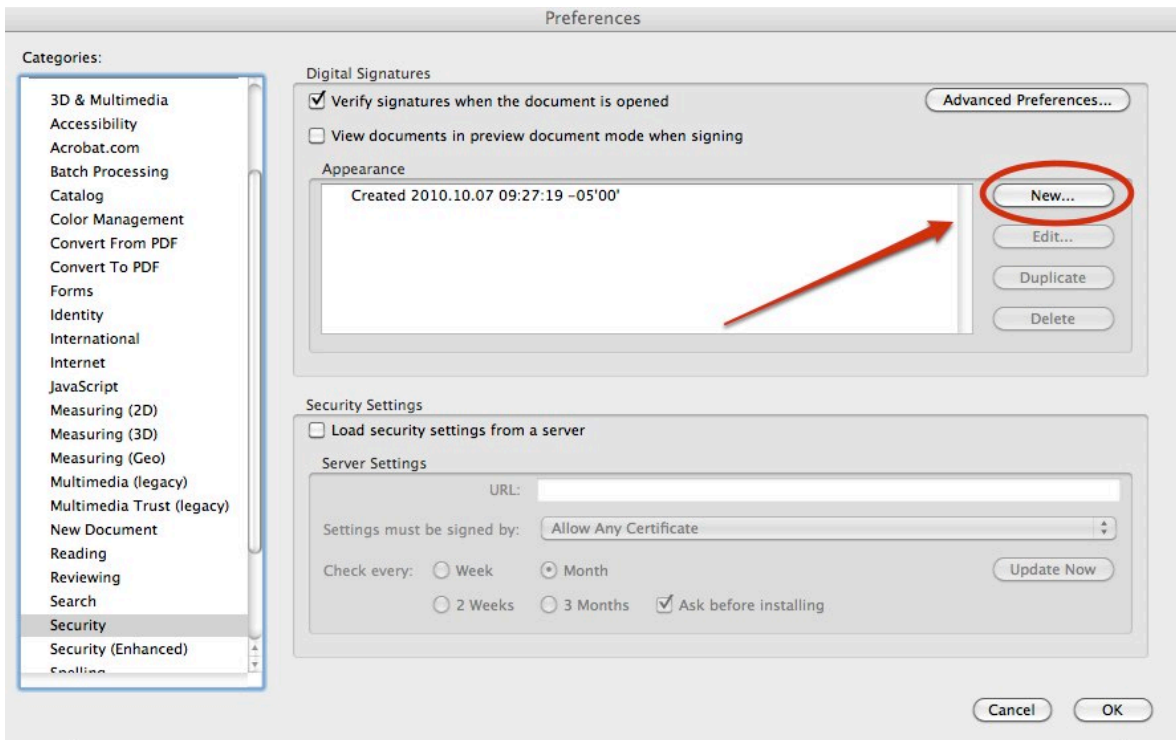 Preferences
Categories:
3D & Multimedia
Accessibility
Acrobat.com
Batch Processing
Catalog
Color Management
Convert From PDF
Convert To PDF
Forms
Identity
International
Internet
JavaScript
Measuring (2D)
Measuring (3D)
Measuring (Geo)
Multimedia (legacy)
Multimedia Trust (legacy)
New Document
Reading
Reviewing
Search
Security
Security (Enhanced)
Spelling
Digital Signatures
Verify signatures when the document is opened
Advanced Preferences...
View documents in preview document mode when signing
Appearance
Created 2010.10.07 09:27:19 -05'00'
New...
Edit...
Duplicate
Delete
Security Settings
Load security settings from a server
Server Settings
URL:
Settings must be signed by: Allow Any Certificate
Check every: Week Month Update Now
2 Weeks 3 Months Ask before installing
Cancel OK